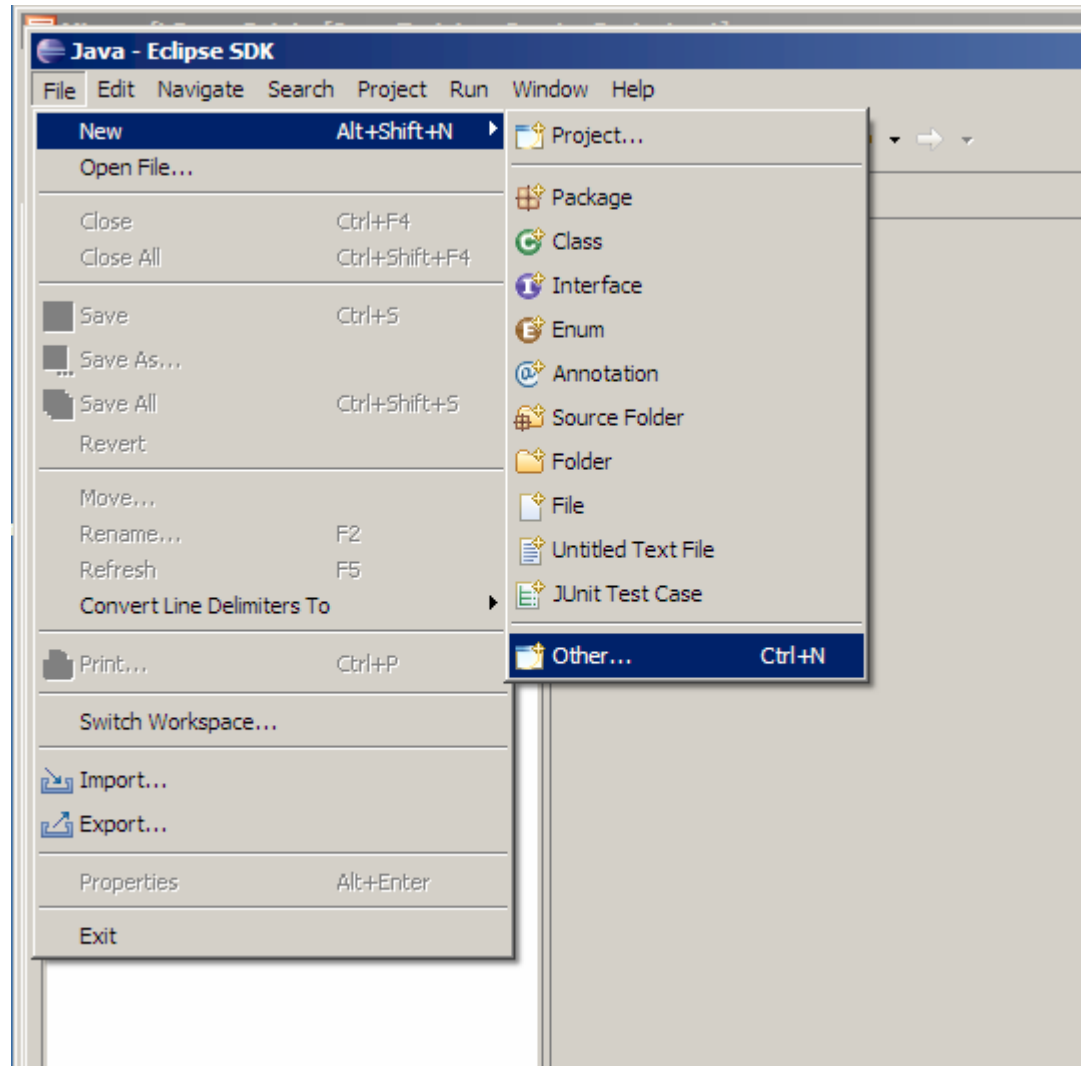 Java - Eclipse SDK
File Edit Navigate Search Project Run Window Help
New Alt+Shift+N
Open File...
Close Ctrl+F4
Close All Ctrl+Shift+F4
Save Ctrl+S
Save As...
Save All Ctrl+Shift+S
Revert
Move...
Rename... F2
Refresh F5
Convert Line Delimiters To
Print... Ctrl+P
Switch Workspace...
Import...
Export...
Properties Alt+Enter
Exit
Project...
Package
Class
Interface
Enum
Annotation
Source Folder
Folder
File
Untitled Text File
JUnit Test Case
Other... Ctrl+N